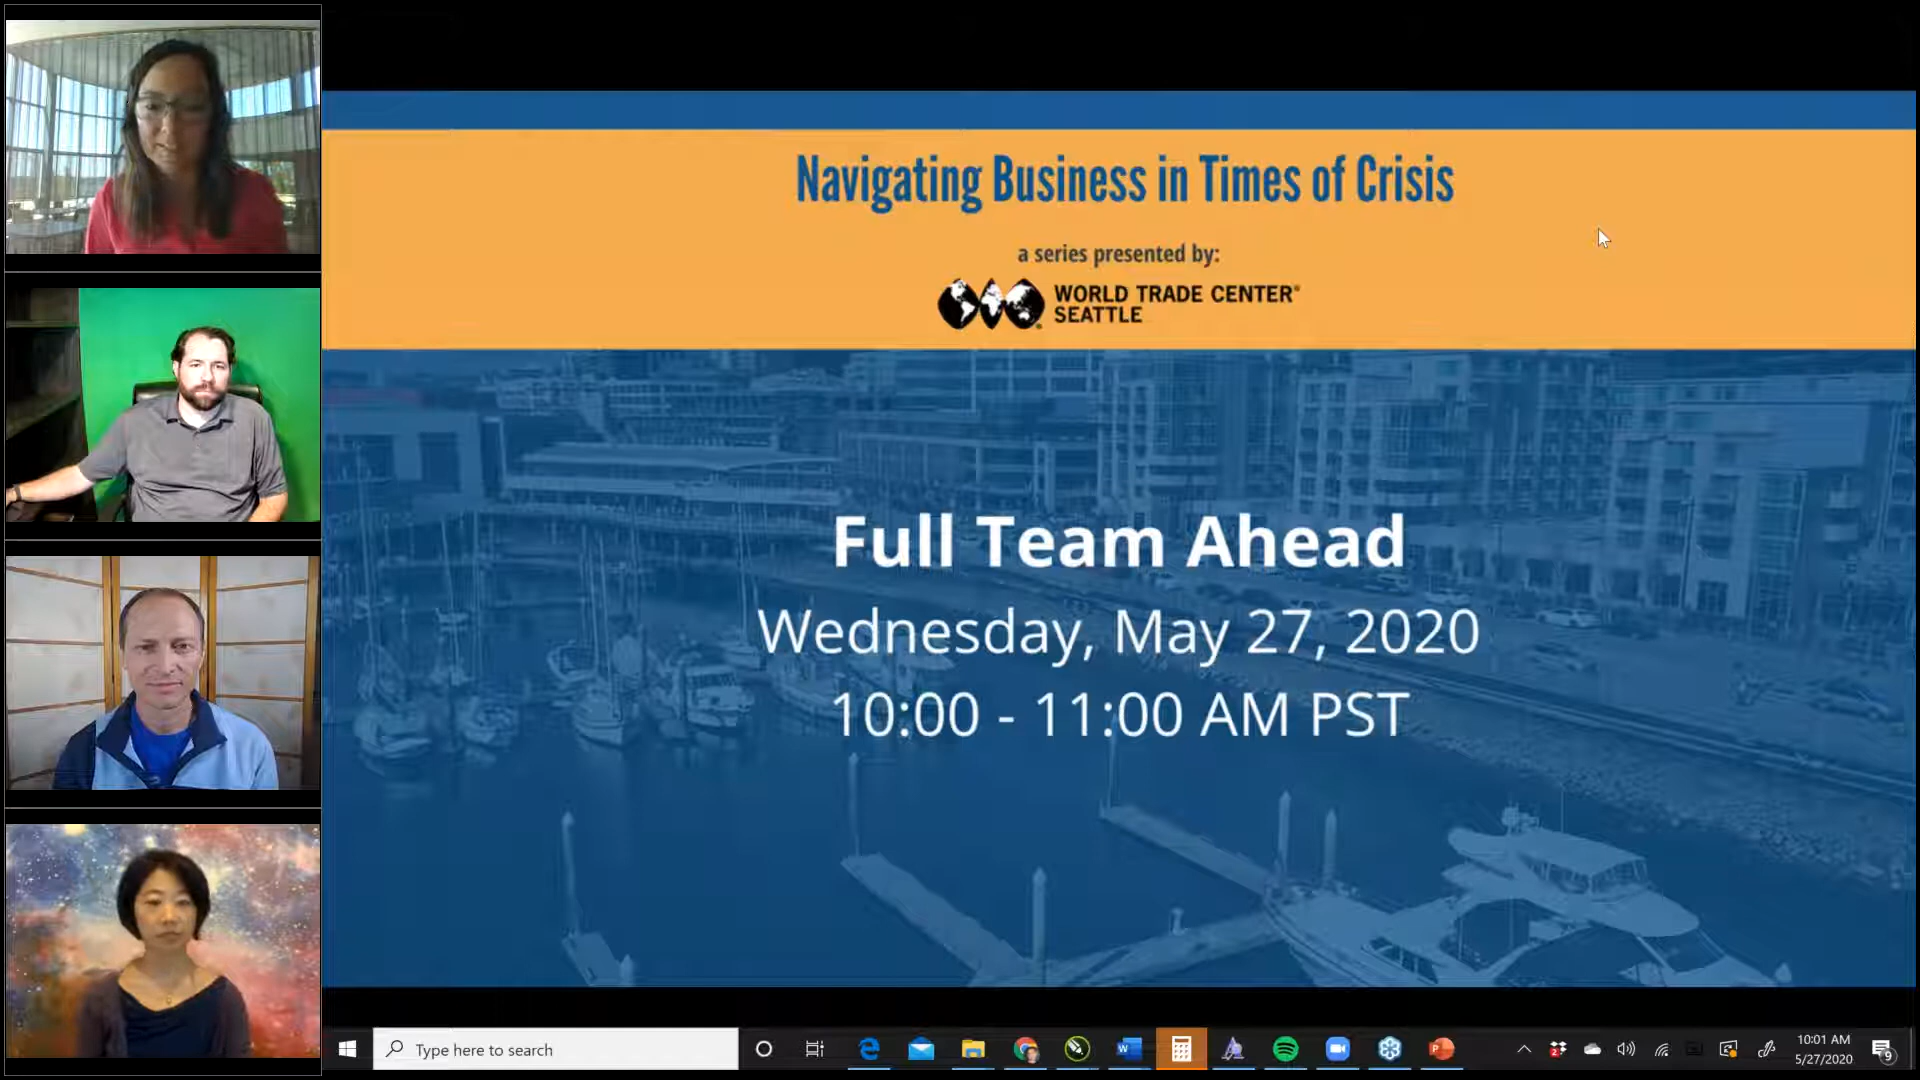 Navigating Business in Times of Crisis
a series presented by:
WORLD TRADE CENTER®
SEATTLE
Full Team Ahead
Wednesday, May 27, 2020
10:00 - 11:00 AM PST
Type here to search
10:01 AM
5/27/2020
9